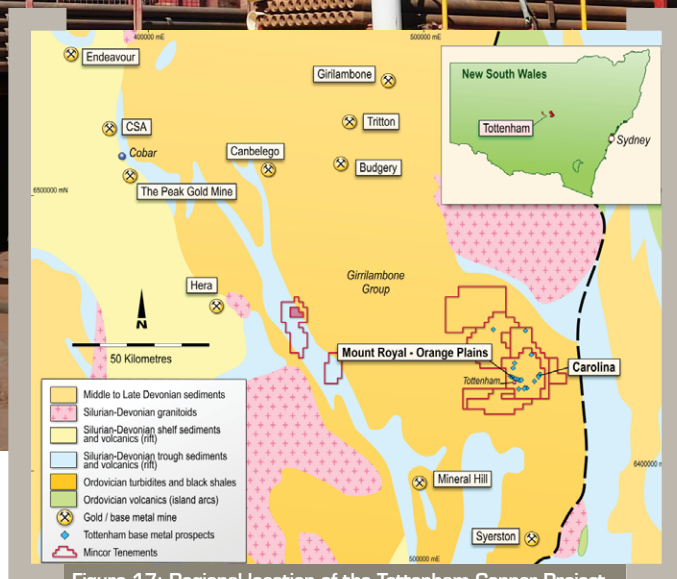 400000 mE
500000 mE
Endeavour
Girilambone
New South Wales
Tottenham
Sydney
CSA
Cobar
Tritton
Canbelego
Budgery
The Peak Gold Mine
6500000 mN
Girrilambone
Group
Hera
N
50 Kilometres
Mount Royal - Orange Plains
Carolina
Tottenham
Middle to Late Devonian sediments
Silurian-Devonian granitoids
Silurian-Devonian shelf sediments
and volcanics (rift)
Silurian-Devonian trough sediments
and volcanics (rift)
Ordovician turbidites and black shales
Ordovician volcanics (island arcs)
Gold / base metal mine
Tottenham base metal prospects
Mincor Tenements
6400000 m
Mineral Hill
Syerston
500000 mE
Figure 17: Regional location of the Tottenham Copper Project